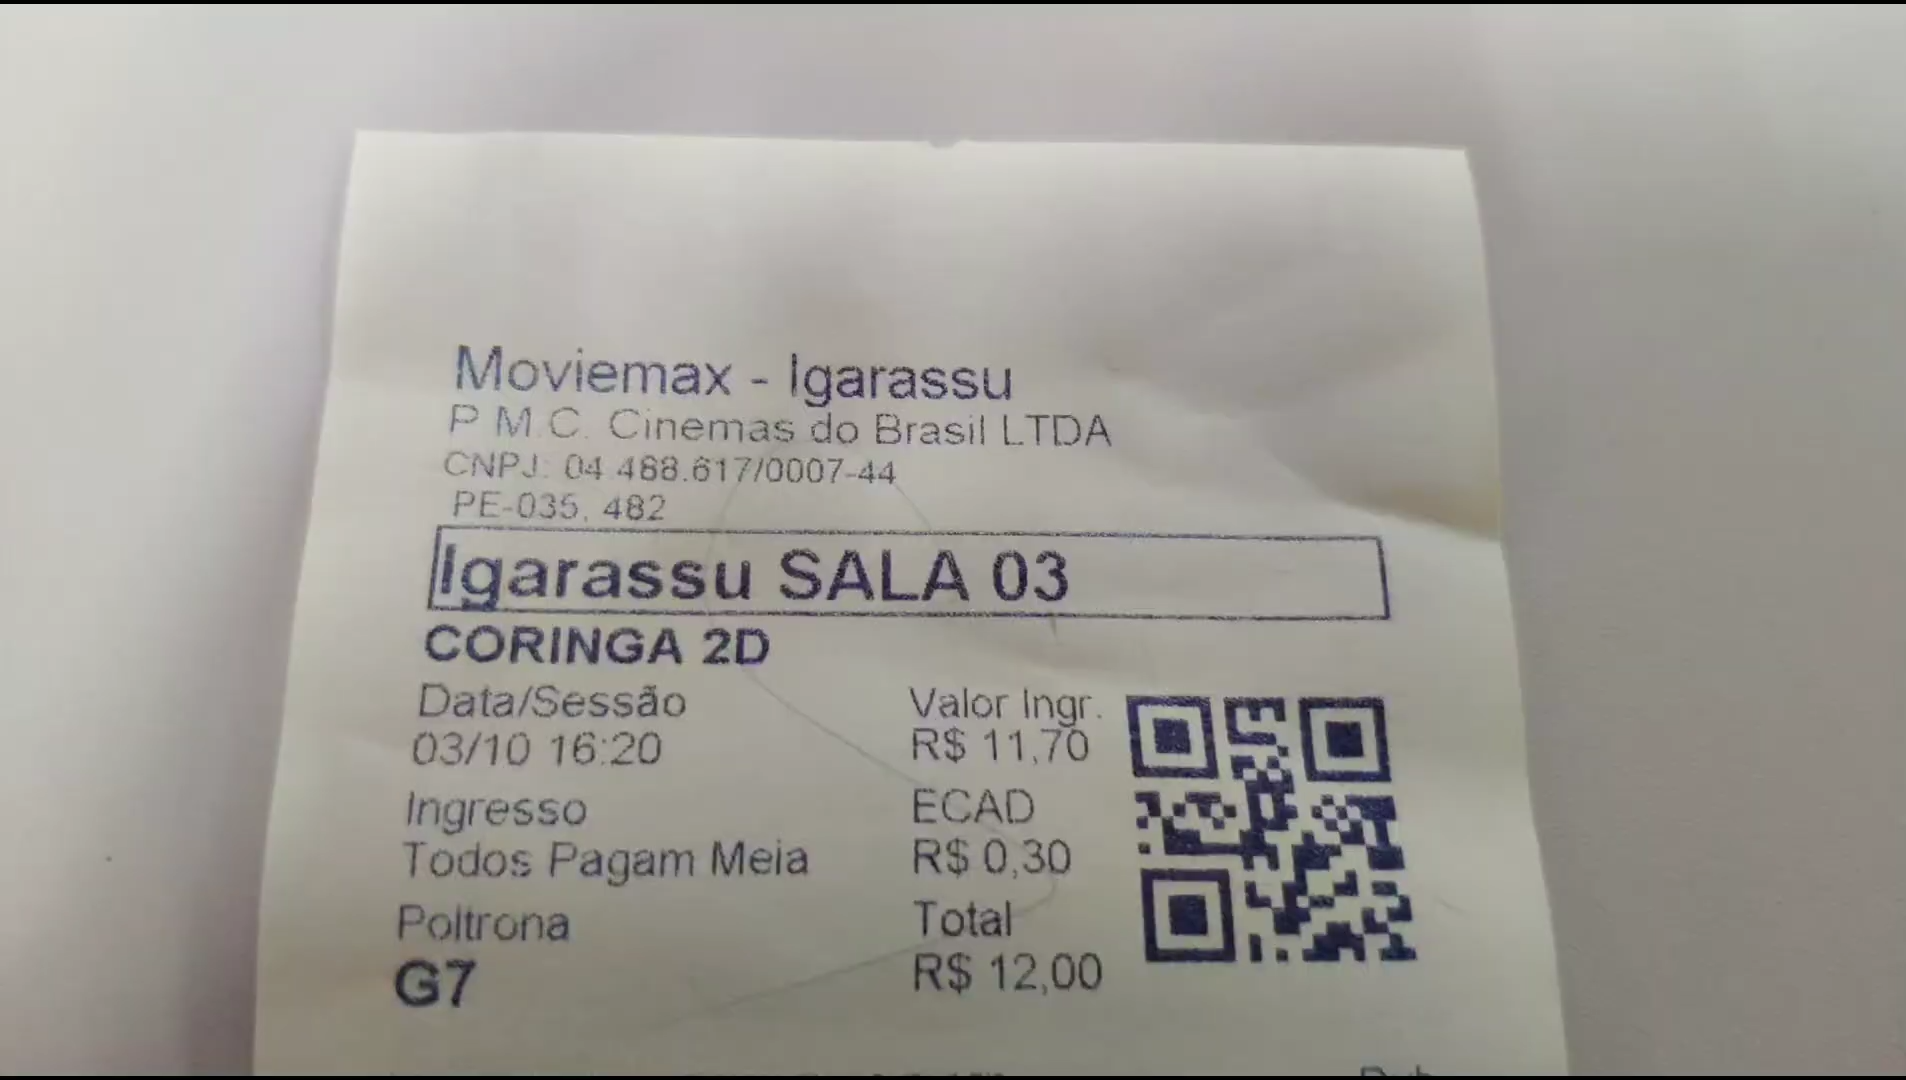 Moviemax - Igarassu
P.M.C. Cinemas do Brasil LTDA
CNPJ: 04.488.617/0007-44
PE-035, 482
Igarassu SALA 03
CORINGA 2D
Data/Sessão
03/10 16:20
Valor Ingr.
R$ 11,70
Ingresso
Todos Pagam Meia
ECAD
R$ 0,30
Poltrona
G7
Total
R$ 12,00